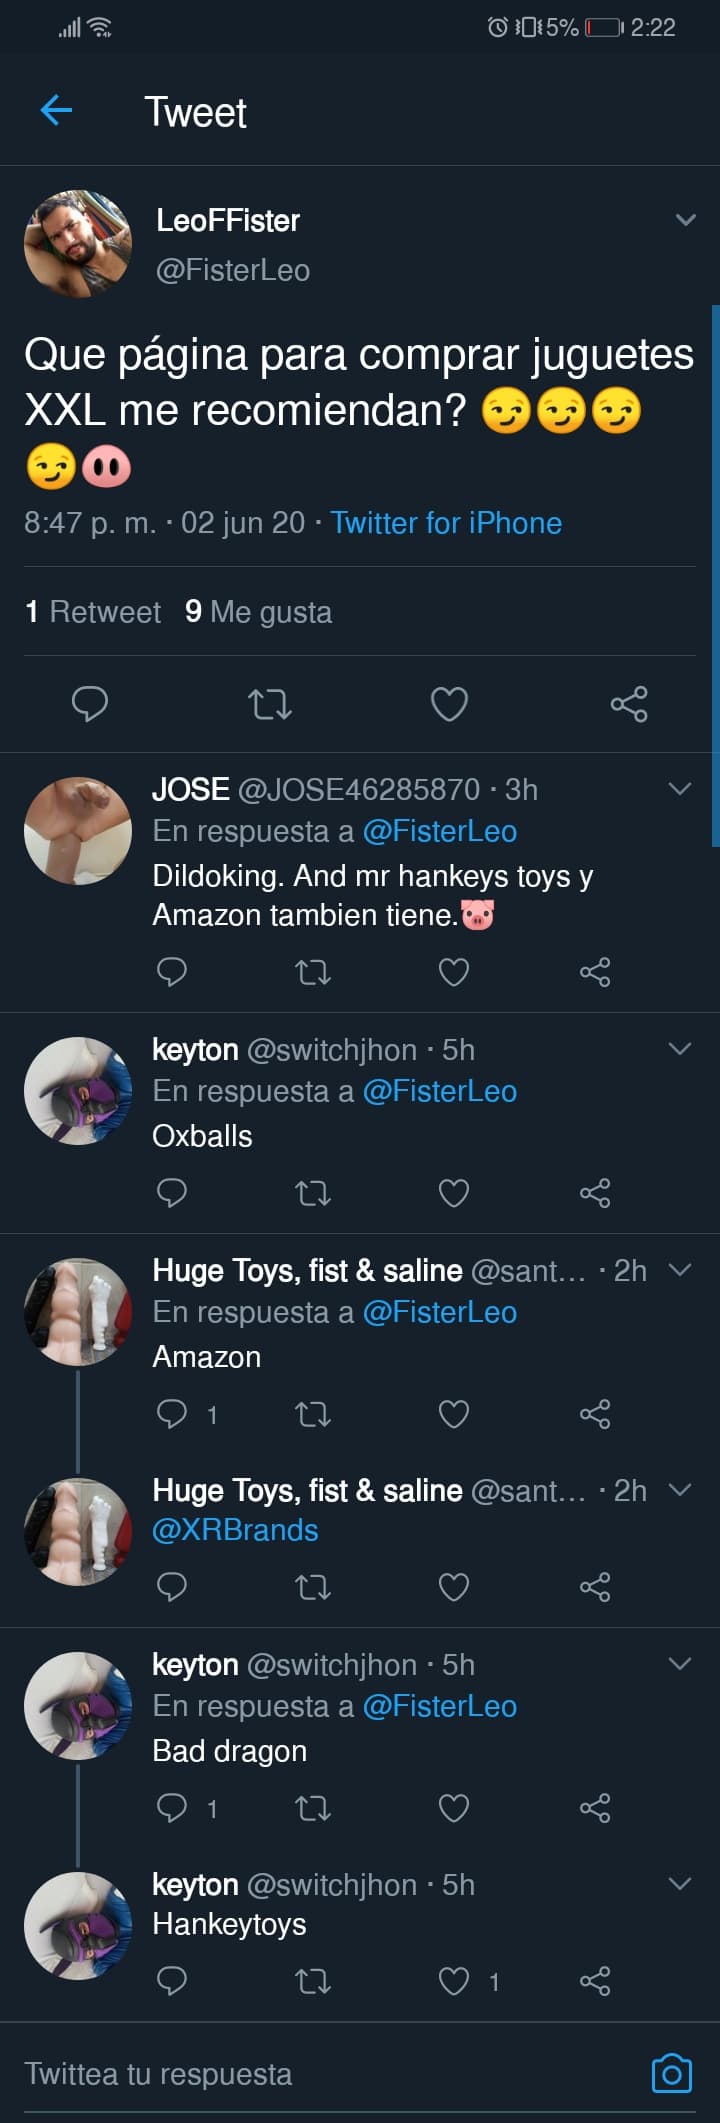 5% 2:22
Tweet
LeoFFister
@FisterLeo
Que página para comprar juguetes
XXL me recomiendan? 😏😏😏
😏🐽
8:47 p. m. · 02 jun 20 · Twitter for iPhone
1 Retweet 9 Me gusta
JOSE @JOSE46285870 · 3h
En respuesta a @FisterLeo
Dildoking. And mr hankeys toys y
Amazon tambien tiene.🐷
keyton @switchjhon · 5h
En respuesta a @FisterLeo
Oxballs
Huge Toys, fist & saline @sant... · 2h
En respuesta a @FisterLeo
Amazon
1
Huge Toys, fist & saline @sant... · 2h
@XRBrands
keyton @switchjhon · 5h
En respuesta a @FisterLeo
Bad dragon
1
keyton @switchjhon · 5h
Hankeytoys
1
Twittea tu respuesta